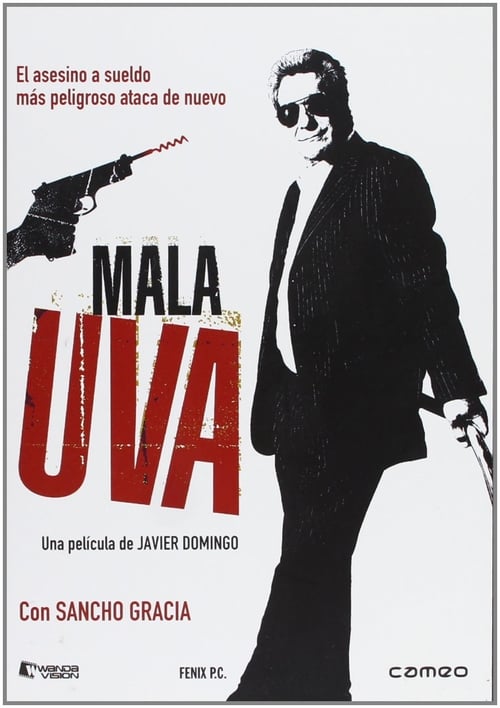 El asesino a sueldo
más peligroso ataca de nuevo
MALA
UVA
Una película de JAVIER DOMINGO
Con SANCHO GRACIA
WANDA
VISION
FENIX P.C.
cameo